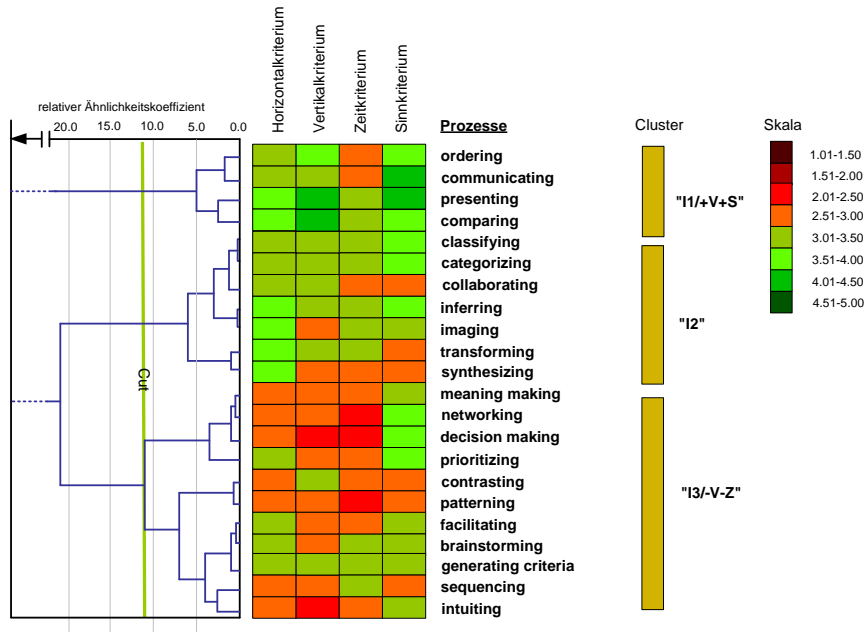 relativer Ähnlichkeitskoeffizient
20.0 15.0 10.0 5.0 0.0
Horizontalkriterium
Vertikalkriterium
Zeitkriterium
Sinnkriterium
Prozesse
Cluster
Skala
ordering
communicating
presenting
comparing
classifying
categorizing
collaborating
inferring
imaging
transforming
synthesizing
meaning making
networking
decision making
prioritizing
contrasting
patterning
facilitating
brainstorming
generating criteria
sequencing
intuiting
Cut
"I1/+V+S"
"I2"
"I3/-V-Z"
1.01-1.50
1.51-2.00
2.01-2.50
2.51-3.00
3.01-3.50
3.51-4.00
4.01-4.50
4.51-5.00